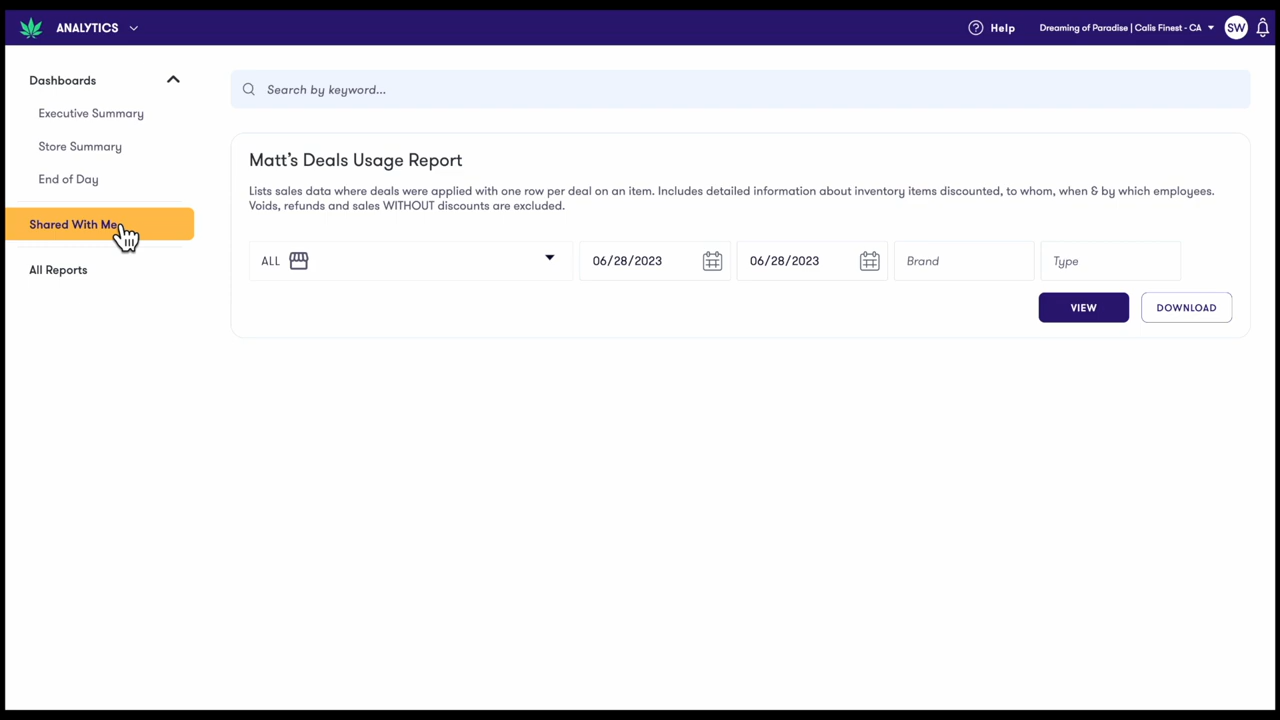 ANALYTICS
Help
Dreaming of Paradise | Calis Finest - CA
SW
Dashboards
Executive Summary
Store Summary
End of Day
Shared With Me
All Reports
Search by keyword...
Matt's Deals Usage Report
Lists sales data where deals were applied with one row per deal on an item. Includes detailed information about inventory items discounted, to whom, when & by which employees.
Voids, refunds and sales WITHOUT discounts are excluded.
ALL
06/28/2023
06/28/2023
Brand
Type
VIEW
DOWNLOAD